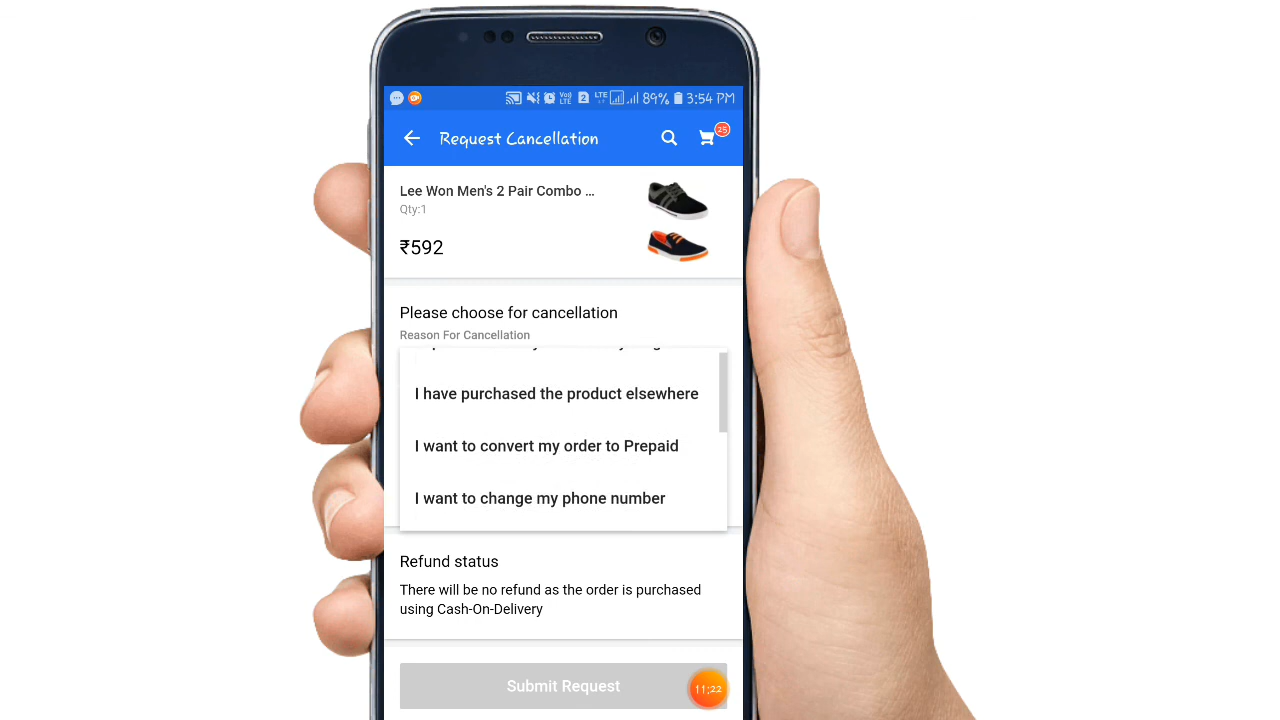 2 LTE 89% 3:54 PM
Request Cancellation 25
Lee Won Men's 2 Pair Combo ...
Qty:1
₹592
Please choose for cancellation
Reason For Cancellation
I have purchased the product elsewhere
I want to convert my order to Prepaid
I want to change my phone number
Refund status
There will be no refund as the order is purchased
using Cash-On-Delivery
Submit Request
11:22